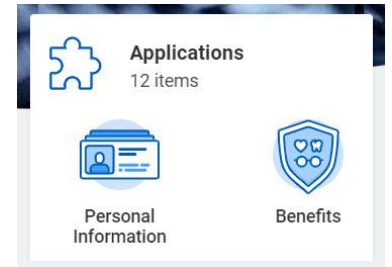 Applications
12 items
Personal
Information
Benefits